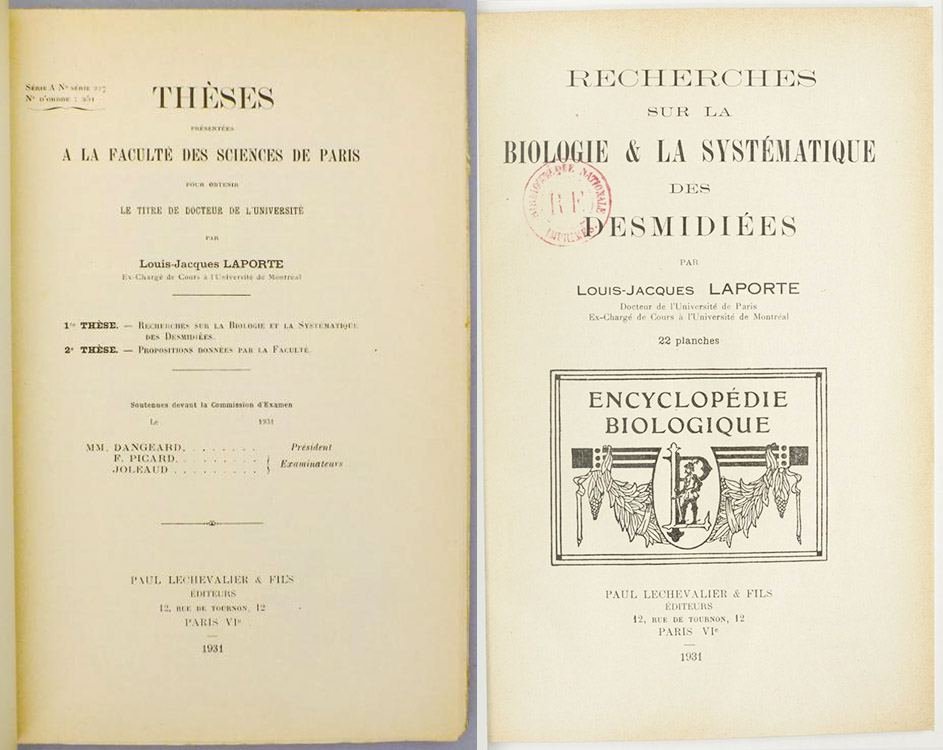 Série A Nº série 217
Nº d'ordre : 251
THÈSES
PRÉSENTÉES
A LA FACULTÉ DES SCIENCES DE PARIS
POUR OBTENIR
LE TITRE DE DOCTEUR DE L'UNIVERSITÉ
PAR
Louis-Jacques LAPORTE
Ex-Chargé de Cours à l'Université de Montréal
1re THÈSE. — Recherches sur la Biologie et la Systématique
des Desmidiées.
2e THÈSE. — Propositions données par la Faculté.
Soutenues devant la Commission d'Examen
Le 1931
MM. DANGEARD. . . . . . . . Président
F. PICARD. . . . . . . . .
JOLEAUD . . . . . . . . . Examinateurs
PAUL LECHEVALIER & FILS
ÉDITEURS
12, RUE DE TOURNON, 12
PARIS VIe
1931
RECHERCHES
SUR LA
BIOLOGIE & LA SYSTÉMATIQUE
DES
DESMIDIÉES
BIBLIOTHÈQUE NATIONALE
R F
IMPRIMÉS
PAR
Louis-Jacques LAPORTE
Docteur de l'Université de Paris
Ex-Chargé de Cours à l'Université de Montréal
22 planches
ENCYCLOPÉDIE
BIOLOGIQUE
PL
PAUL LECHEVALIER & FILS
ÉDITEURS
12, RUE DE TOURNON, 12
PARIS VIe
1931